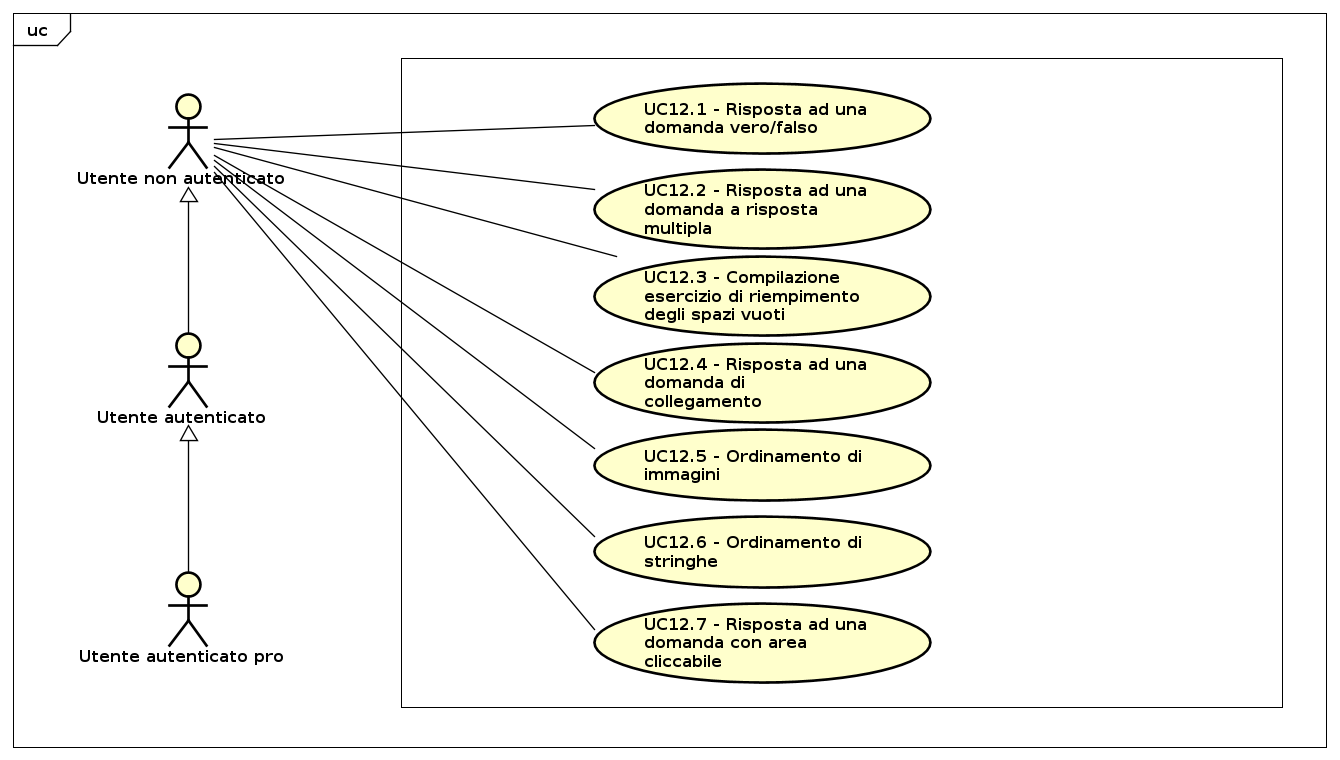 uc
Utente non autenticato
Utente autenticato
Utente autenticato pro
UC12.1 - Risposta ad una
domanda vero/falso
UC12.2 - Risposta ad una
domanda a risposta
multipla
UC12.3 - Compilazione
esercizio di riempimento
degli spazi vuoti
UC12.4 - Risposta ad una
domanda di
collegamento
UC12.5 - Ordinamento di
immagini
UC12.6 - Ordinamento di
stringhe
UC12.7 - Risposta ad una
domanda con area
cliccabile